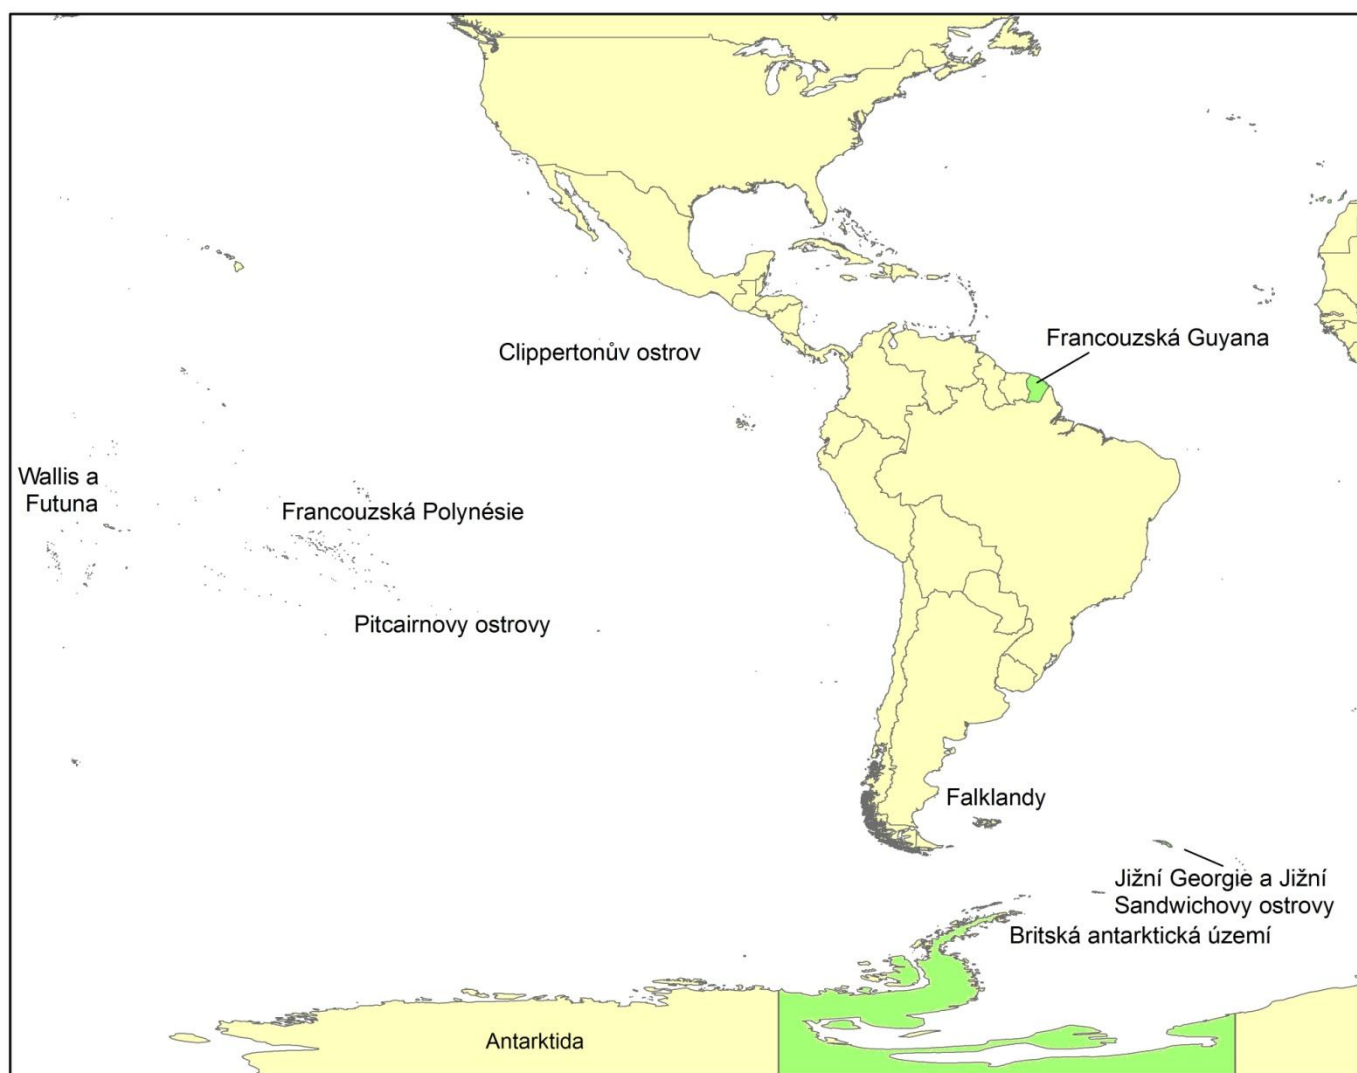 Francouzská Guyana
Clippertonův ostrov
Wallis a
Futuna
Francouzská Polynésie
Pitcairnovy ostrovy
Falklandy
Jižní Georgie a Jižní
Sandwichovy ostrovy
Britská antarktická území
Antarktida